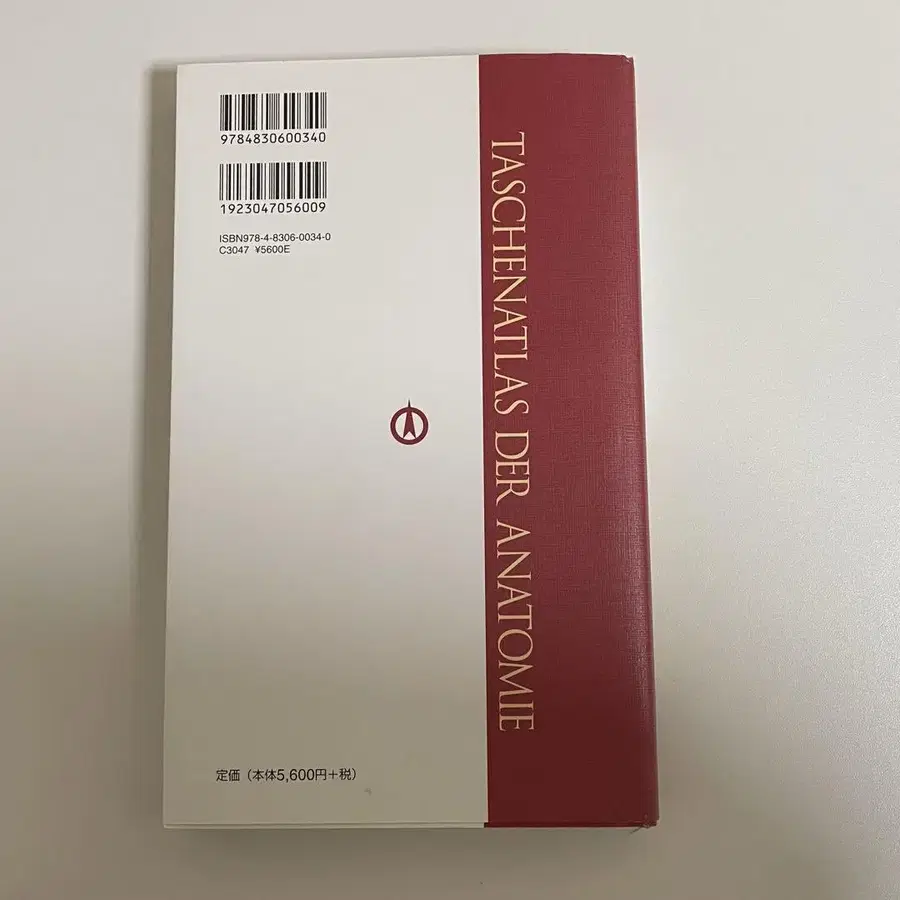 9784830600340
1923047056009
ISBN978-4-8306-0034-0
C3047 ¥5600E
TASCHENATLAS DER ANATOMIE
定価（本体5,600円＋税）